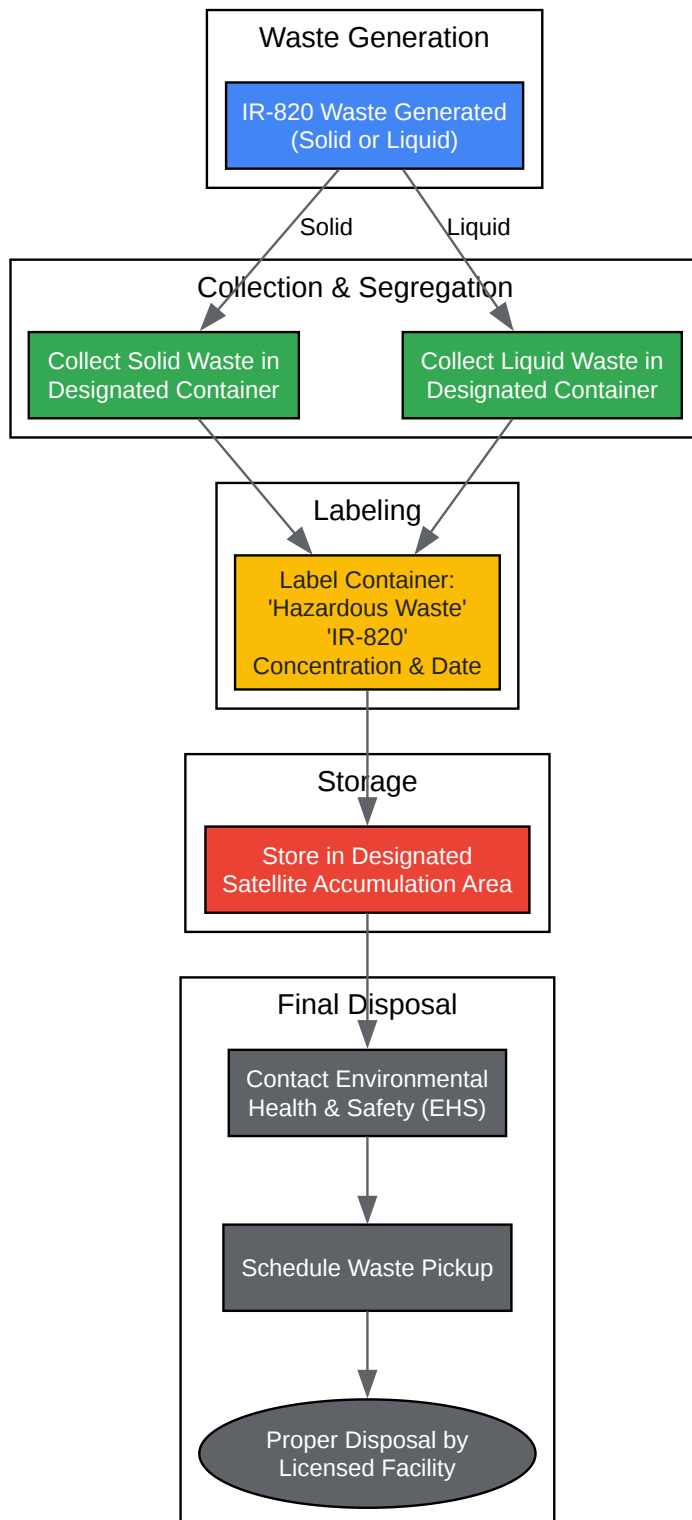 Waste Generation
IR-820 Waste Generated
(Solid or Liquid)
Solid
Liquid
Collection & Segregation
Collect Solid Waste in
Designated Container
Collect Liquid Waste in
Designated Container
Labeling
Label Container:
'Hazardous Waste'
'IR-820'
Concentration & Date
Storage
Store in Designated
Satellite Accumulation Area
Final Disposal
Contact Environmental
Health & Safety (EHS)
Schedule Waste Pickup
Proper Disposal by
Licensed Facility